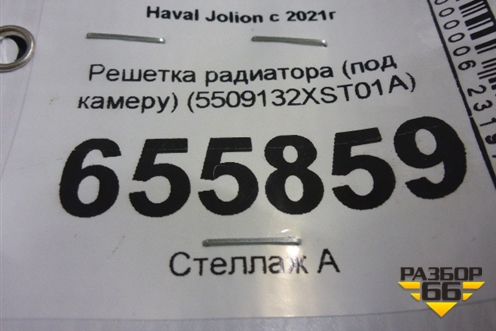 Haval Jolion с 2021г
Решетка радиатора (под
камеру) (5509132XST01A)
655859
Стеллаж А
РАЗБОР
66